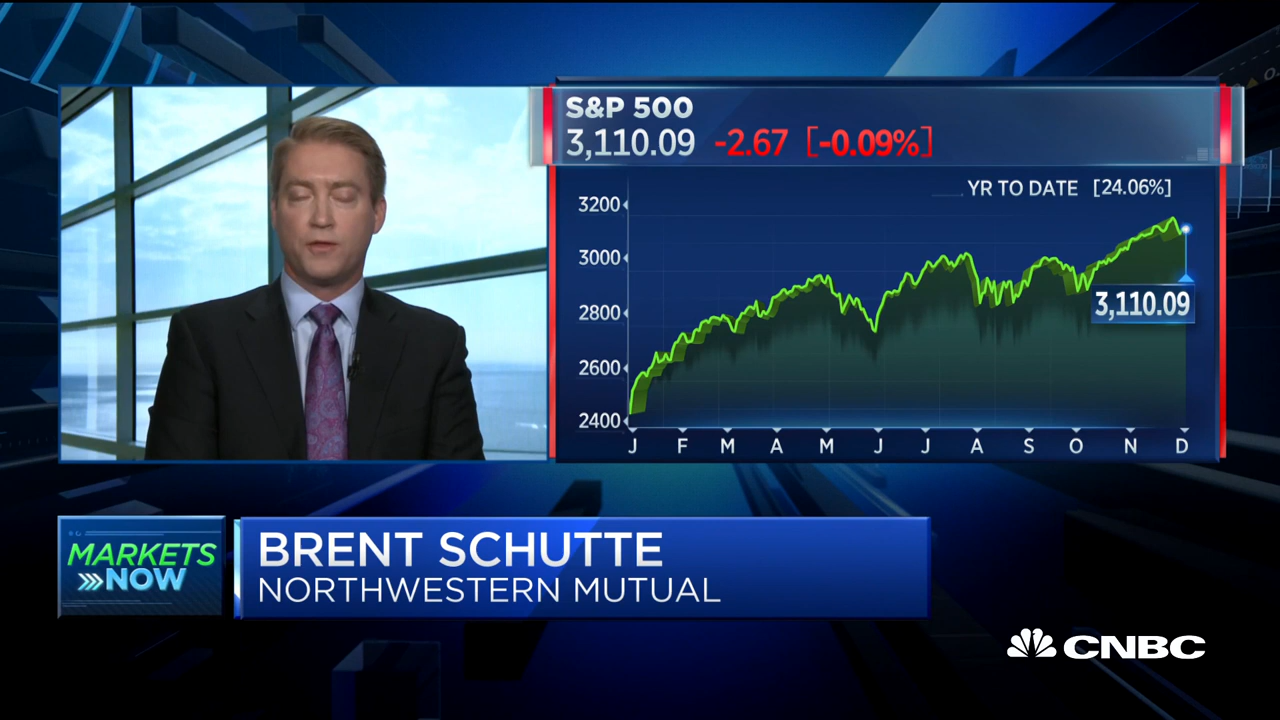 S&P 500
3,110.09 -2.67 [-0.09%]
YR TO DATE [24.06%]
3200
3000
2800
2600
2400
3,110.09
J F M A M J J A S O N D
MARKETS
NOW
BRENT SCHUTTE
NORTHWESTERN MUTUAL
CNBC